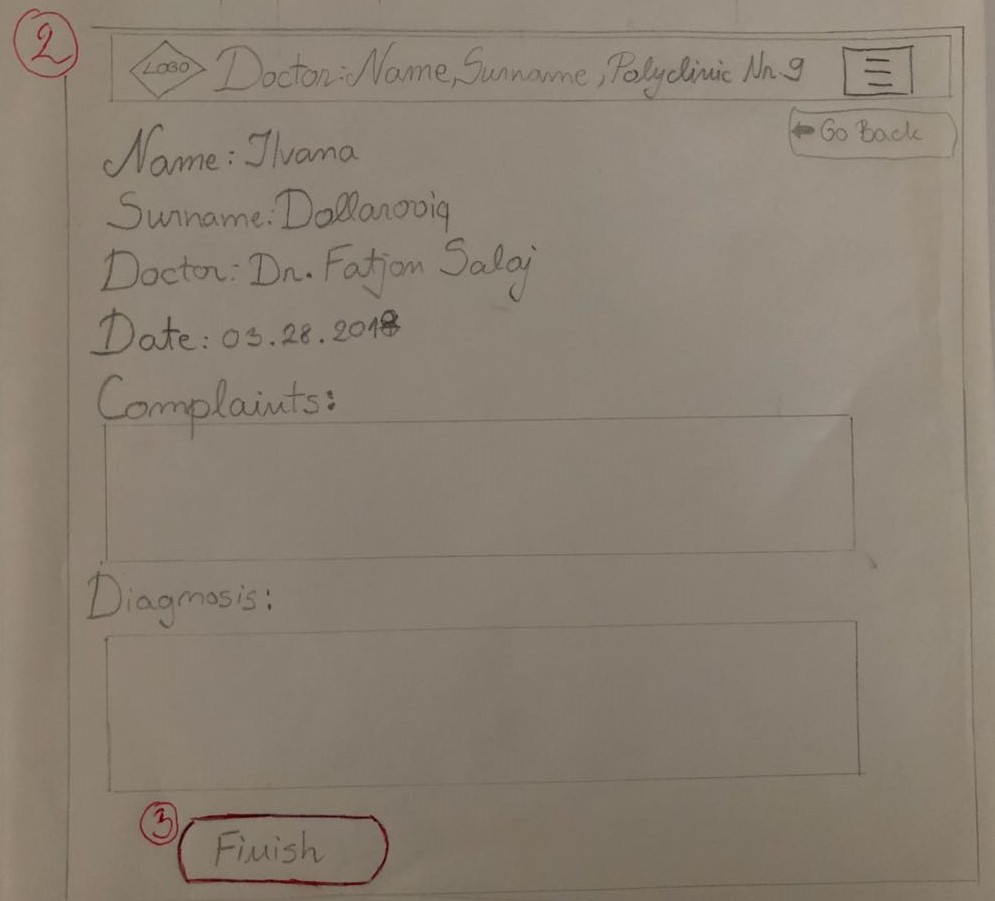 2
LOGO Doctor: Name, Surname, Polyclinic Nr. 9
Go Back
Name: Ilvana
Surname: Dollaroviq
Doctor: Dr. Fatjon Salaj
Date: 03.28.2018
Complaints:
Diagnosis:
3
Finish